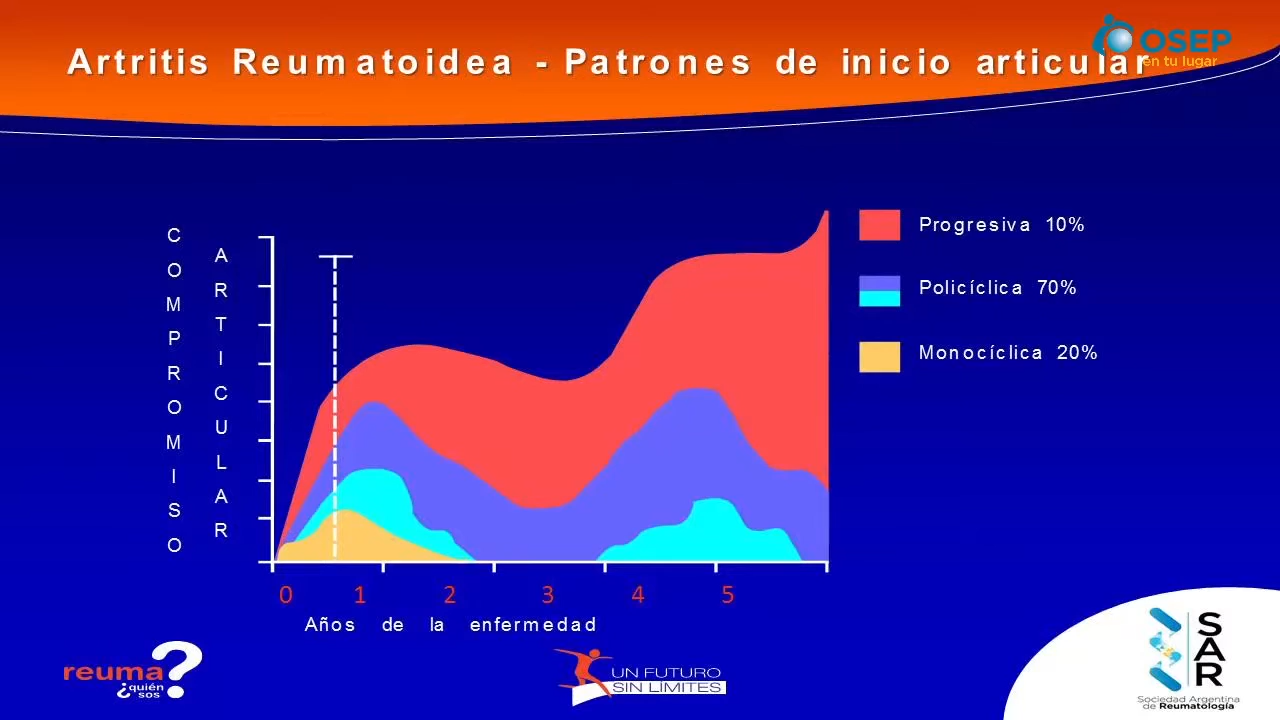 Artritis Reumatoidea - Patrones de inicio articular
OSEP
en tu lugar
COMPROMISO
ARTICULAR
Progresiva 10%
Policíclica 70%
Monocíclica 20%
0 1 2 3 4 5
Años de la enfermedad
reuma?
¿quién
sos
UN FUTURO
SIN LÍMITES
SAR
Sociedad Argentina
de Reumatología